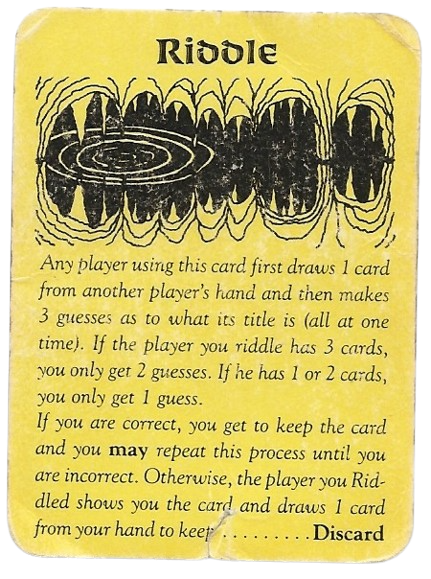 Riddle
Any player using this card first draws 1 card
from another player's hand and then makes
3 guesses as to what its title is (all at one
time). If the player you riddle has 3 cards,
you only get 2 guesses. If he has 1 or 2 cards,
you only get 1 guess.
If you are correct, you get to keep the card
and you may repeat this process until you
are incorrect. Otherwise, the player you Rid-
dled shows you the card and draws 1 card
from your hand to keep . . . . . . . . . Discard